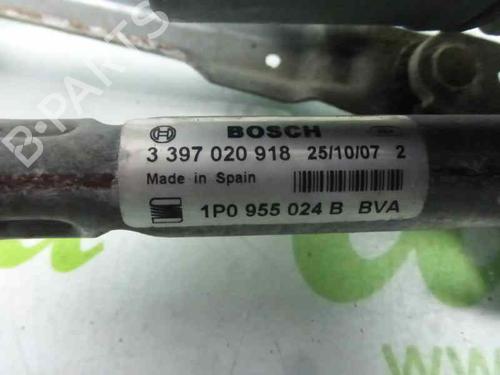 BOSCH
3 397 020 918 25/10/07 2
Made in Spain
1P0 955 024 B BVA
B-PARTS